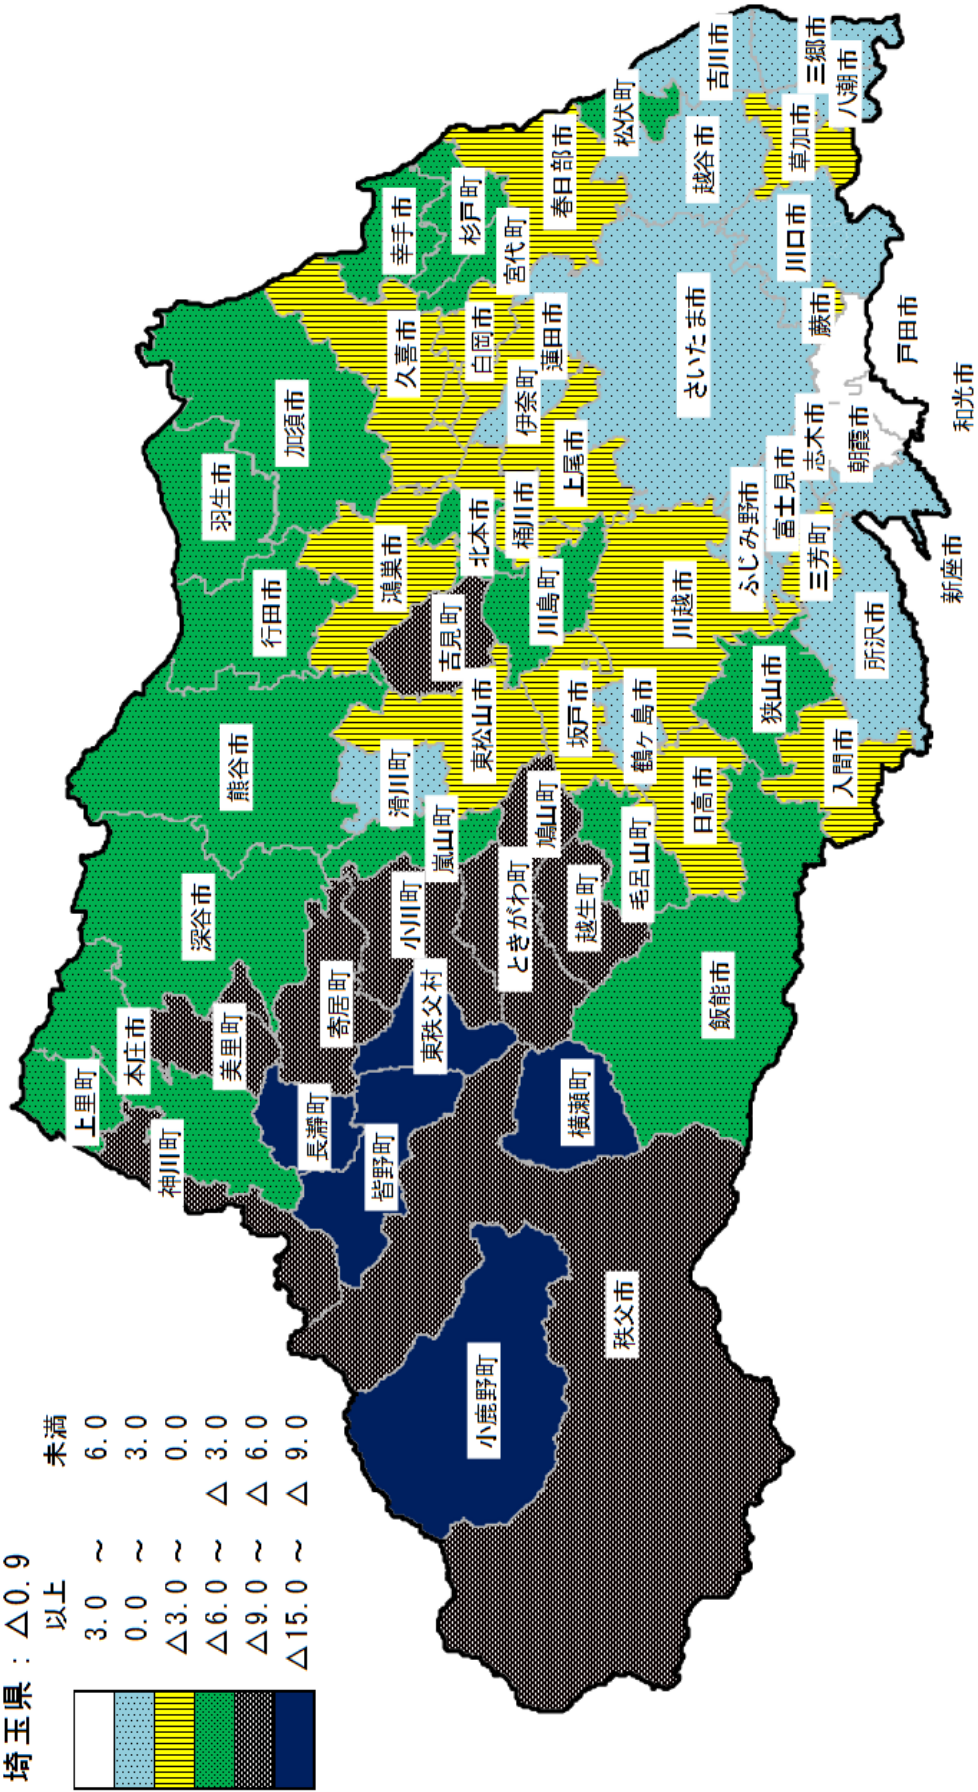 埼玉県：△0.9
以上 未満
3.0 ～ 6.0
0.0 ～ 3.0
△3.0 ～ 0.0
△6.0 ～ △ 3.0
△9.0 ～ △ 6.0
△15.0 ～ △ 9.0
上里町
本庄市
神川町
美里町
深谷市
熊谷市
行田市
羽生市
加須市
長瀞町
寄居町
皆野町
小川町
東秩父村
嵐山町
滑川町
東松山市
吉見町
鴻巣市
北本市
久喜市
幸手市
杉戸町
宮代町
白岡市
蓮田市
伊奈町
桶川市
上尾市
春日部市
松伏町
小鹿野町
秩父市
横瀬町
ときがわ町
鳩山町
越生町
毛呂山町
坂戸市
鶴ヶ島市
川島町
川越市
日高市
飯能市
狭山市
入間市
所沢市
ふじみ野市
富士見市
三芳町
志木市
朝霞市
新座市
和光市
さいたま市
戸田市
蕨市
川口市
越谷市
草加市
吉川市
三郷市
八潮市